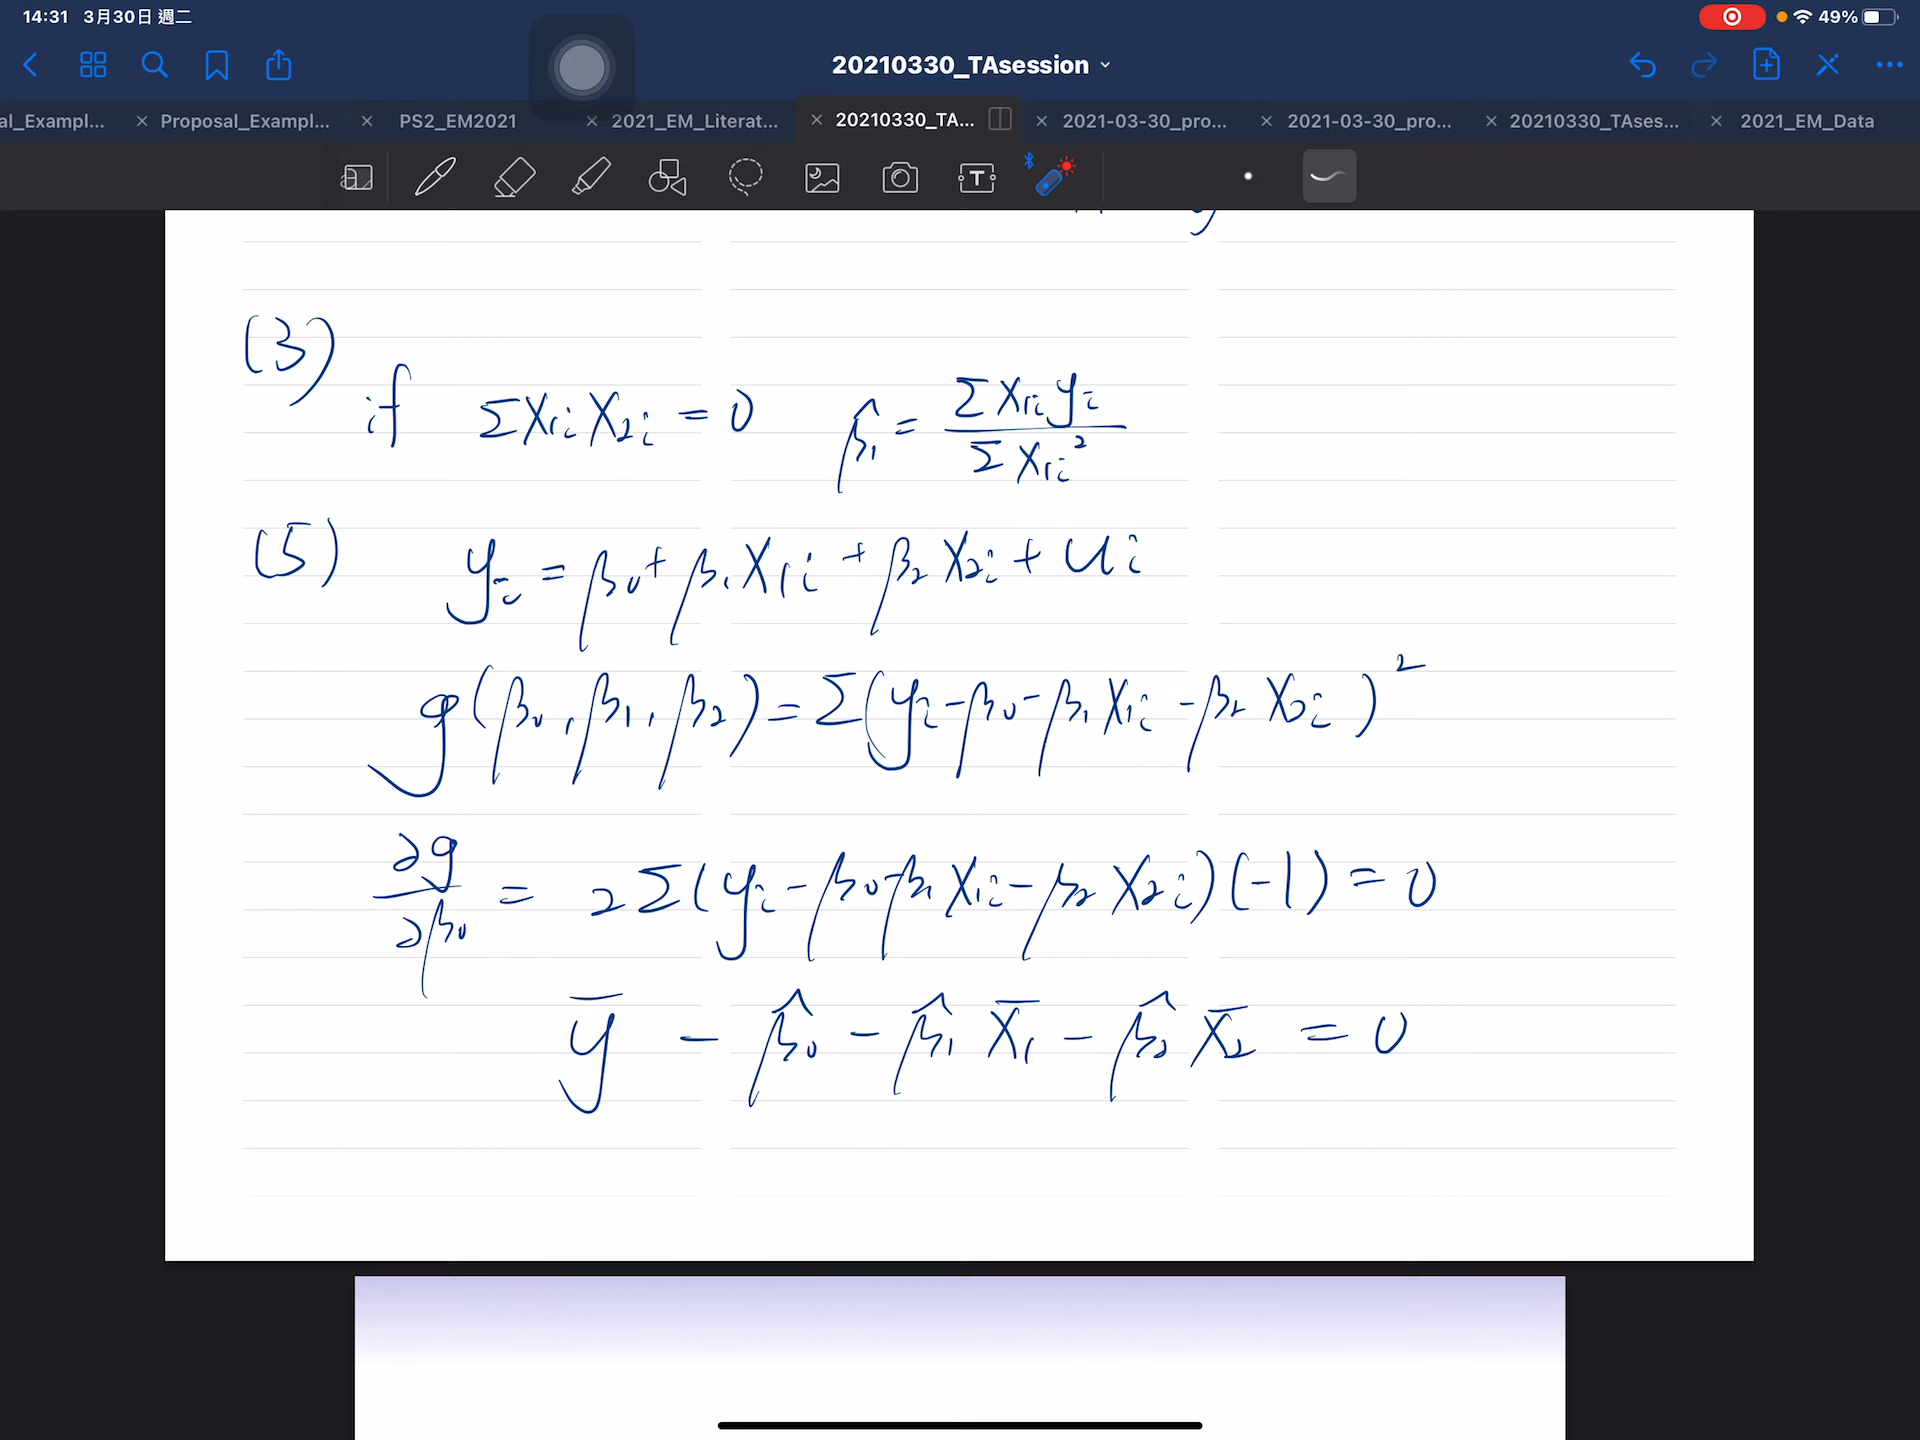 14:31 3月30日 週二
49%
20210330_TAsession
al_Exampl... Proposal_Exampl... PS2_EM2021 2021_EM_Literat... 20210330_TA... 2021-03-30_pro... 2021-03-30_pro... 20210330_TAses... 2021_EM_Data
(3)
if ΣX₁ᵢX₂ᵢ = 0 β̂₁ = ΣX₁ᵢyᵢ / ΣX₁ᵢ²
(5) yᵢ = β₀ + β₁X₁ᵢ + β₂X₂ᵢ + uᵢ
g(β₀, β₁, β₂) = Σ(yᵢ - β₀ - β₁X₁ᵢ - β₂X₂ᵢ)²
∂g/∂β₀ = 2Σ(yᵢ - β₀ - β₁X₁ᵢ - β₂X₂ᵢ)(-1) = 0
ȳ - β̂₀ - β̂₁X̄₁ - β̂₂X̄₂ = 0